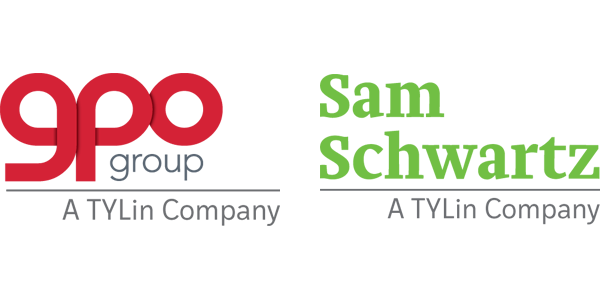 gpo
group
A TYLin Company
Sam
Schwartz
A TYLin Company